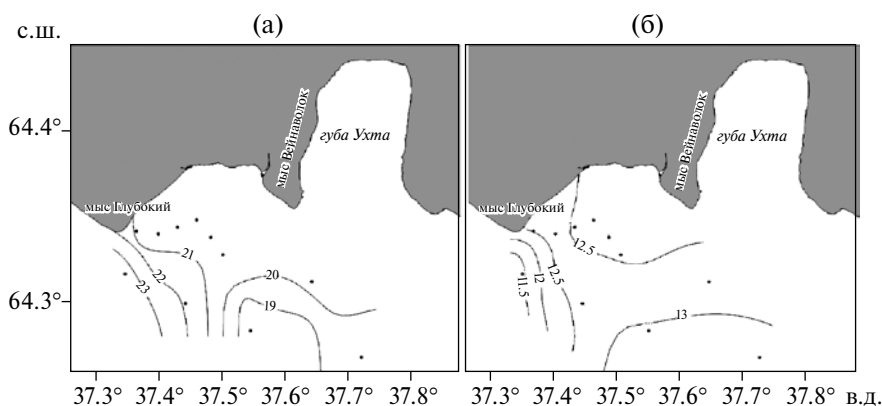 с.ш.
(а)
(б)
64.4°
64.3°
мыс Вейнаволок
губа Ухта
мыс Глубокий
21
22
23
20
19
мыс Вейнаволок
губа Ухта
мыс Глубокий
12.5
12.5
12
11.5
13
37.3° 37.4° 37.5° 37.6° 37.7° 37.8°
37.3° 37.4° 37.5° 37.6° 37.7° 37.8° в.д.